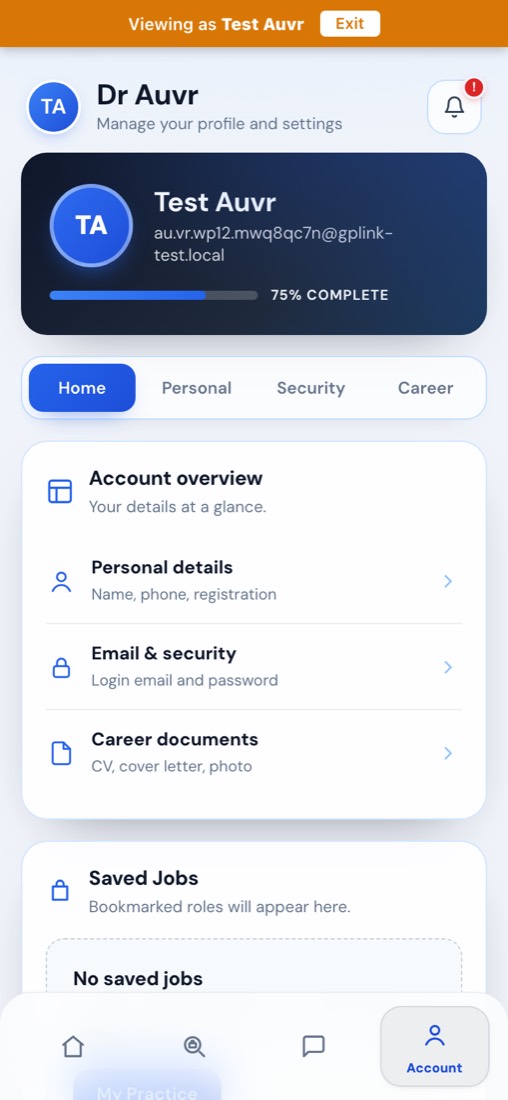 Viewing as Test Auvr Exit
TA
Dr Auvr
Manage your profile and settings
!
TA
Test Auvr
au.vr.wp12.mwq8qc7n@gplink-
test.local
75% COMPLETE
Home Personal Security Career
Account overview
Your details at a glance.
Personal details
Name, phone, registration
Email & security
Login email and password
Career documents
CV, cover letter, photo
Saved Jobs
Bookmarked roles will appear here.
No saved jobs
Account
My Practice